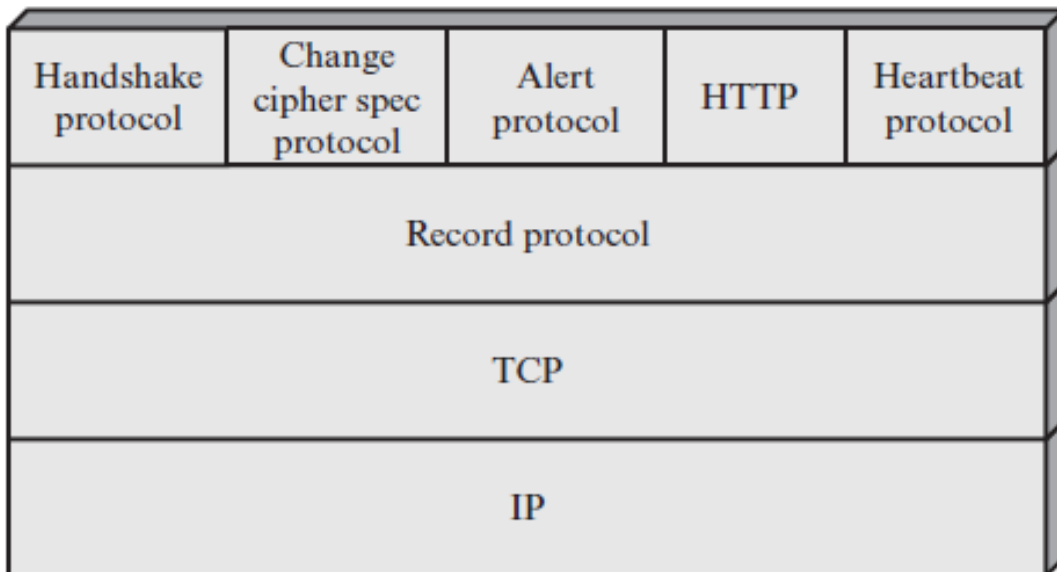 Handshake
protocol
Change
cipher spec
protocol
Alert
protocol
HTTP
Heartbeat
protocol
Record protocol
TCP
IP